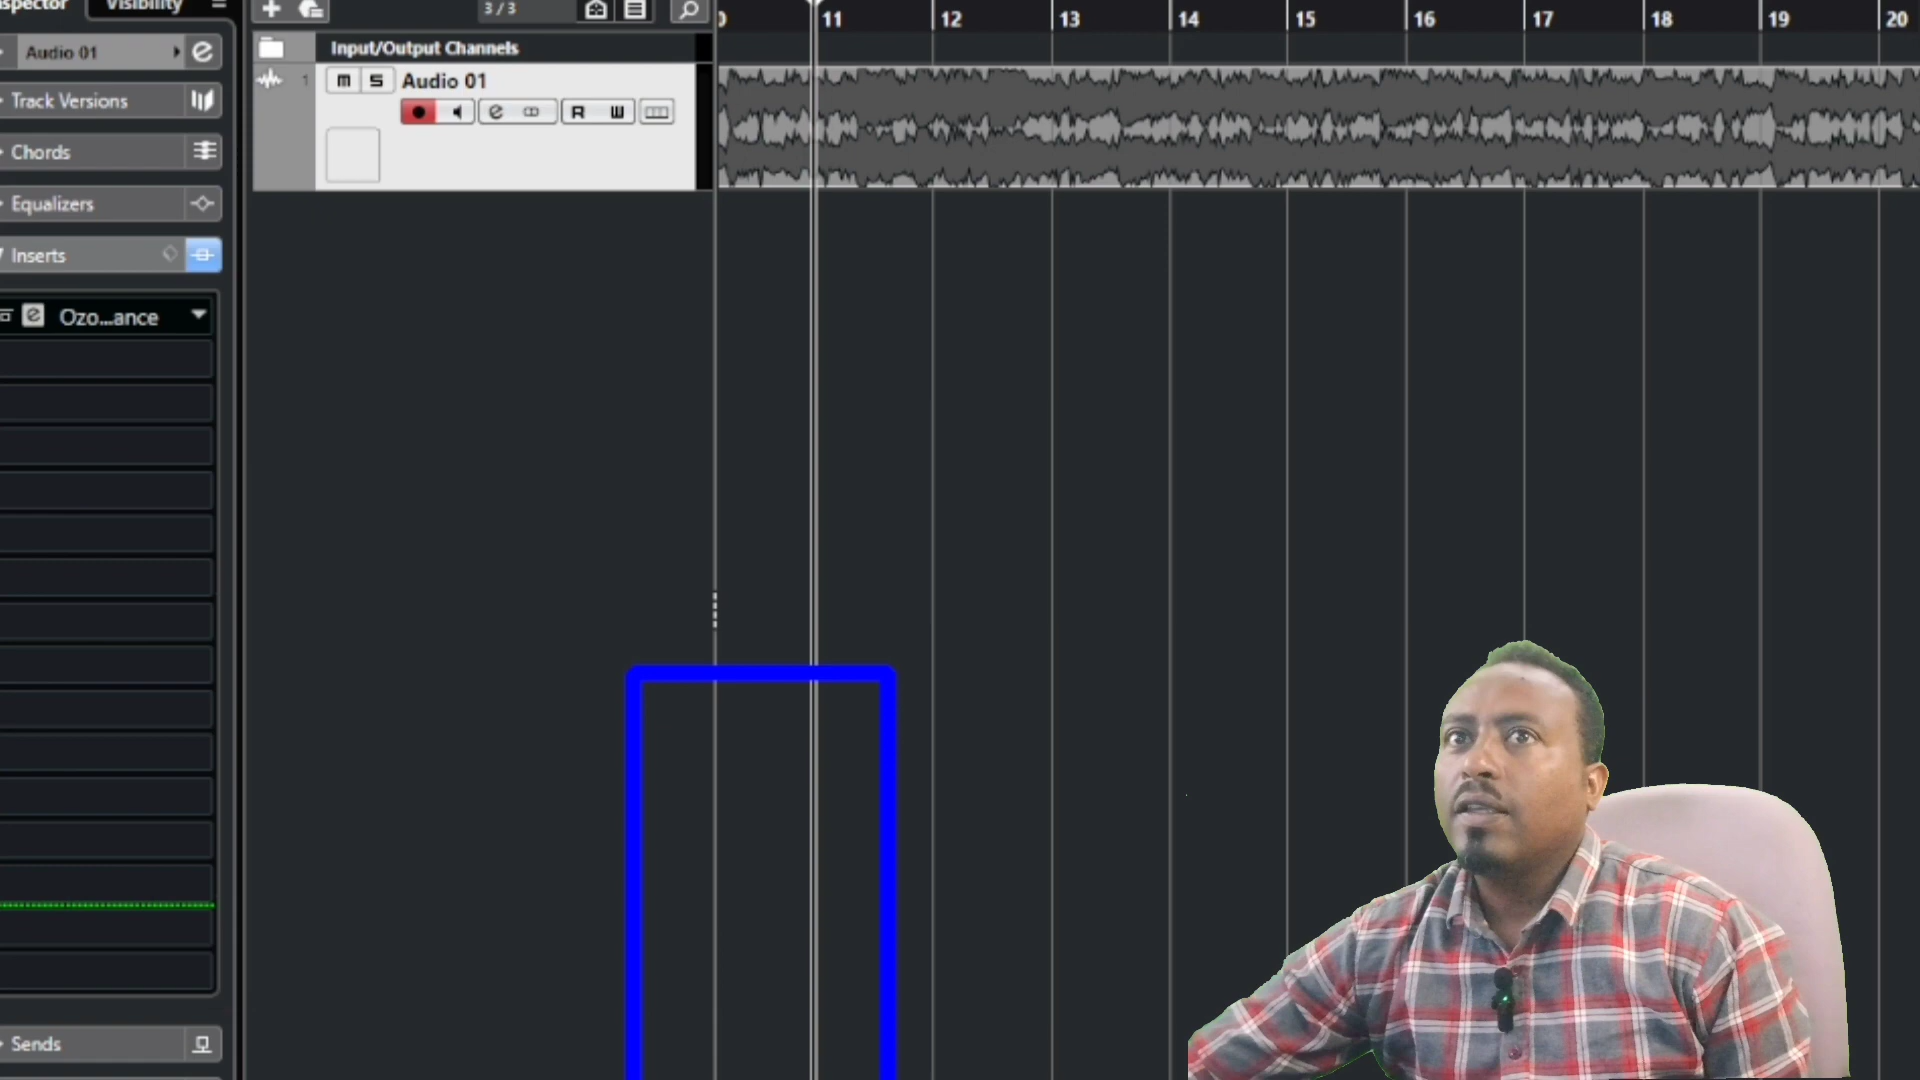 Visibility
3/3
11 12 13 14 15 16 17 18 19 20
Audio 01
Input/Output Channels
1 m S Audio 01
R W
Track Versions
Chords
Equalizers
Inserts
Ozo...ance
Sends